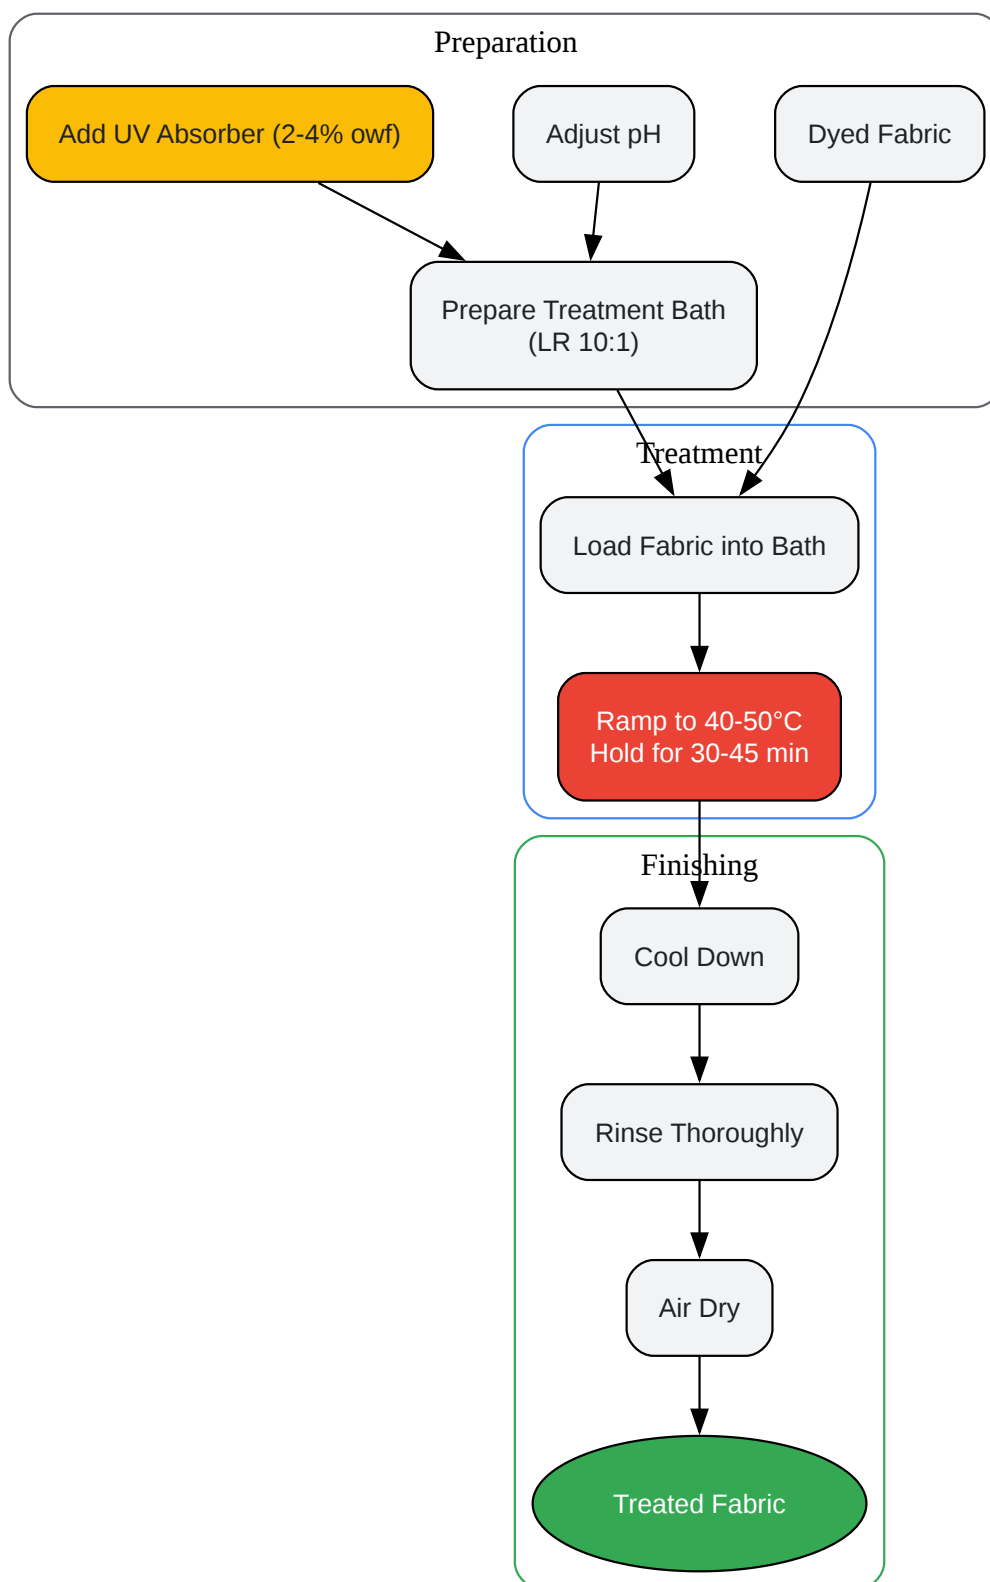 Preparation
Add UV Absorber (2-4% owf)
Adjust pH
Dyed Fabric
Prepare Treatment Bath
(LR 10:1)
Treatment
Load Fabric into Bath
Ramp to 40-50°C
Hold for 30-45 min
Finishing
Cool Down
Rinse Thoroughly
Air Dry
Treated Fabric